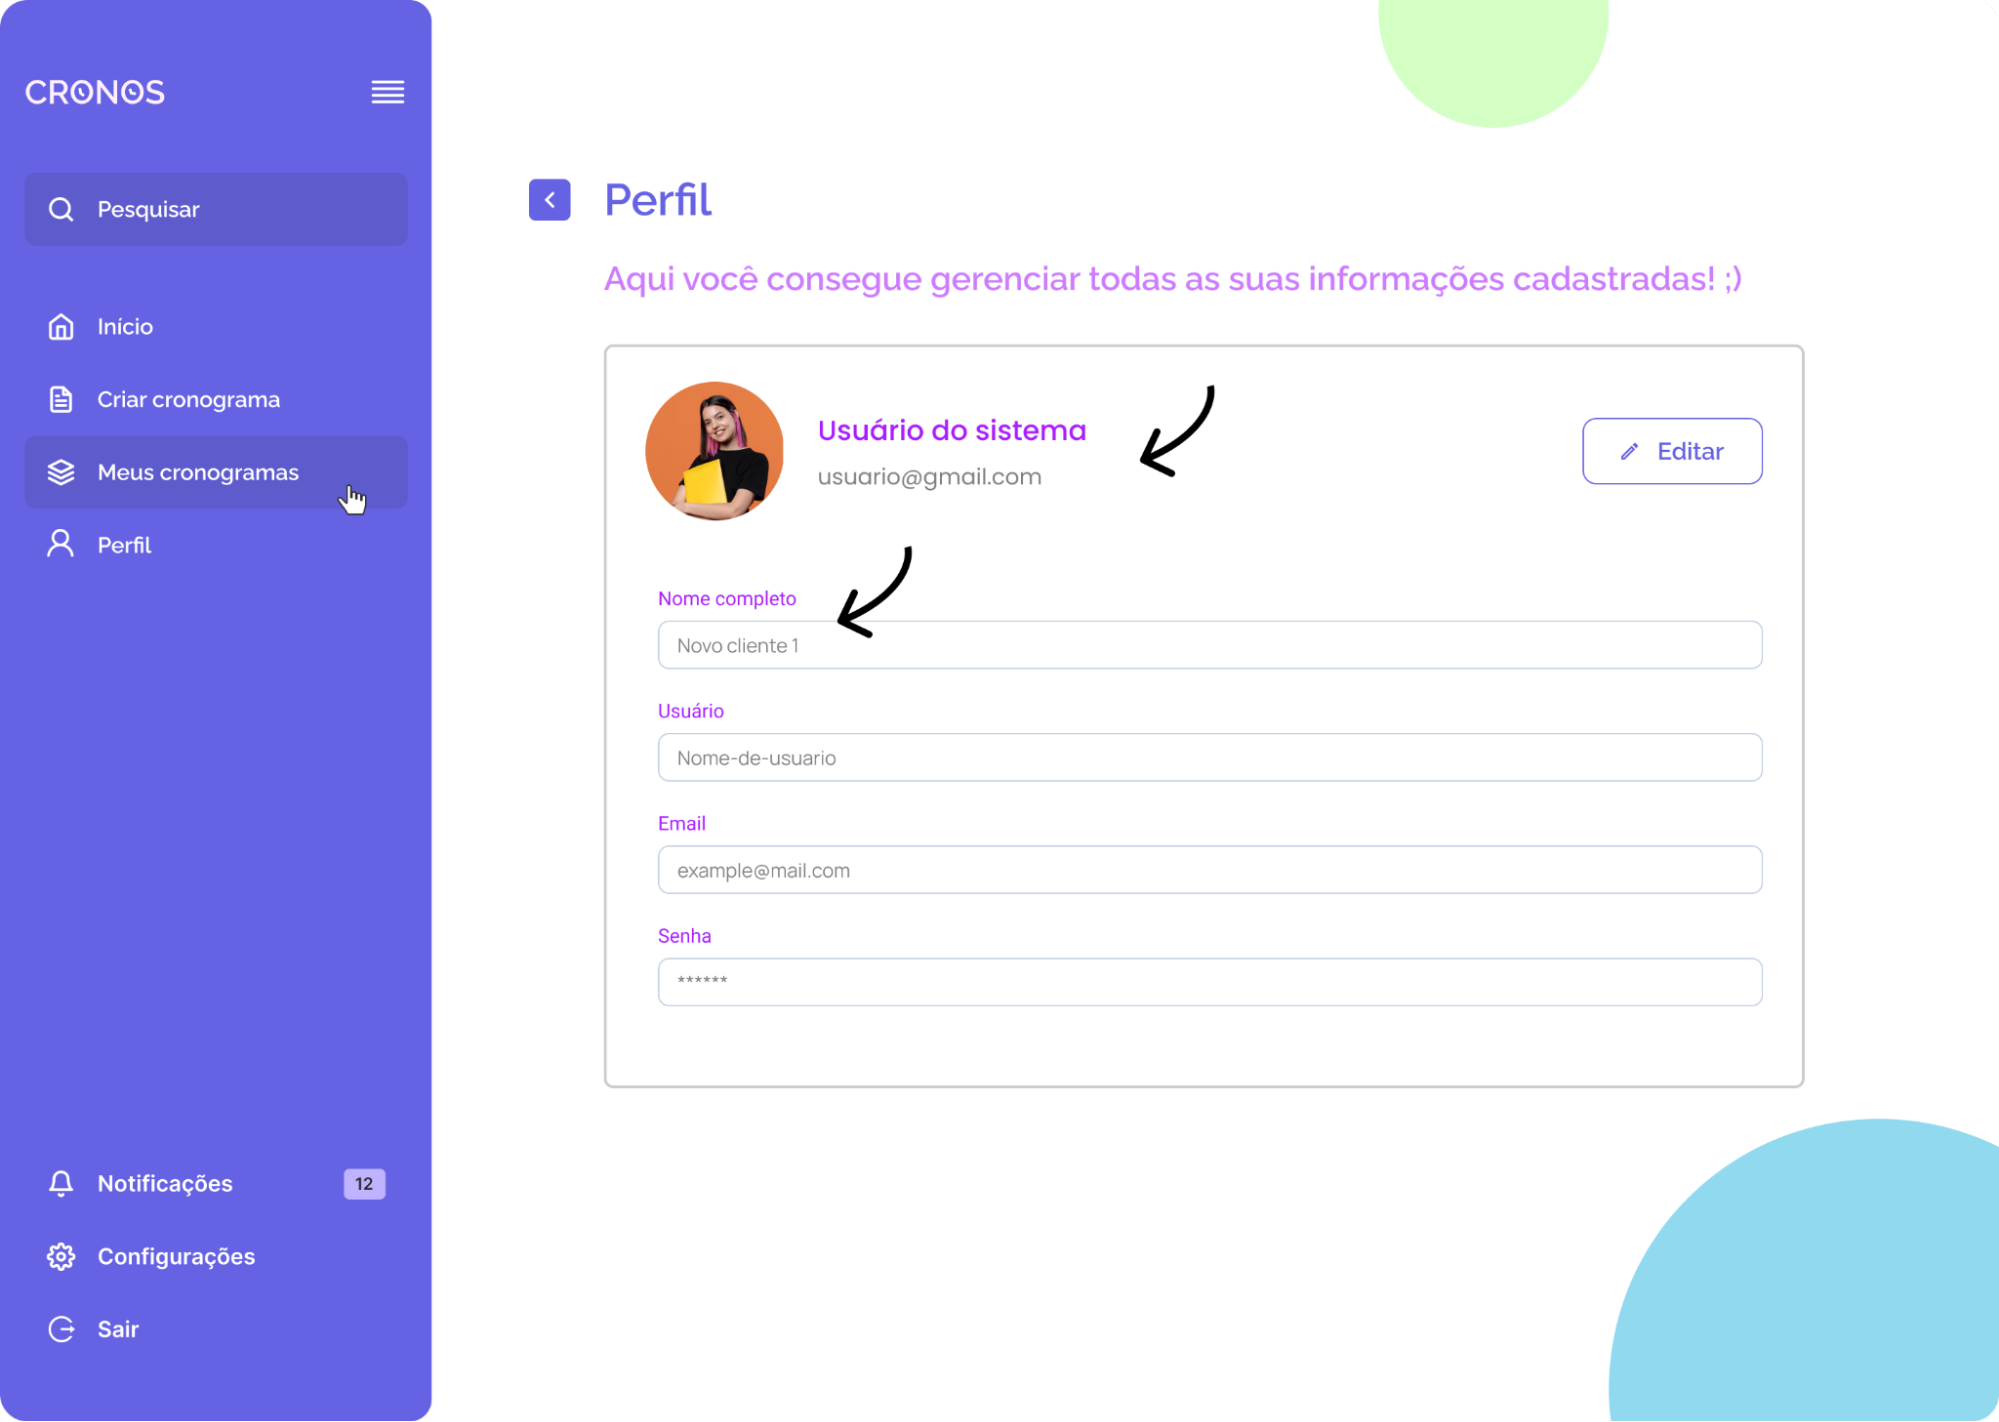 CRONOS
Pesquisar
Início
Criar cronograma
Meus cronogramas
Perfil
Notificações 12
Configurações
Sair
Perfil
Aqui você consegue gerenciar todas as suas informações cadastradas! ;)
Usuário do sistema
usuario@gmail.com
Editar
Nome completo
Novo cliente 1
Usuário
Nome-de-usuario
Email
example@mail.com
Senha
******